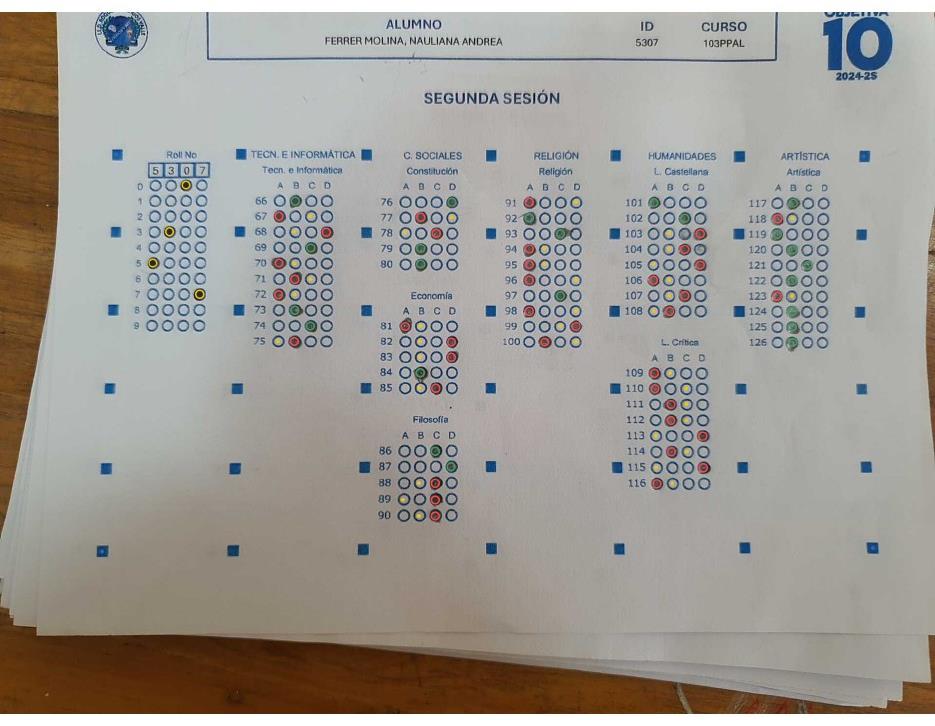 ALUMNO ID CURSO
FERRER MOLINA, NAULIANA ANDREA 5307 103PPAL
OBJETIVA
10
2024-2S
SEGUNDA SESIÓN
Roll No
5 3 0 7
0
1
2
3
4
5
6
7
8
9
TECN. E INFORMÁTICA
Tecn. e Informática
A B C D
66
67
68
69
70
71
72
73
74
75
C. SOCIALES
Constitución
A B C D
76
77
78
79
80
Economía
A B C D
81
82
83
84
85
Filosofía
A B C D
86
87
88
89
90
RELIGIÓN
Religión
A B C D
91
92
93
94
95
96
97
98
99
100
HUMANIDADES
L. Castellana
A B C D
101
102
103
104
105
106
107
108
L. Crítica
A B C D
109
110
111
112
113
114
115
116
ARTÍSTICA
Artística
A B C D
117
118
119
120
121
122
123
124
125
126